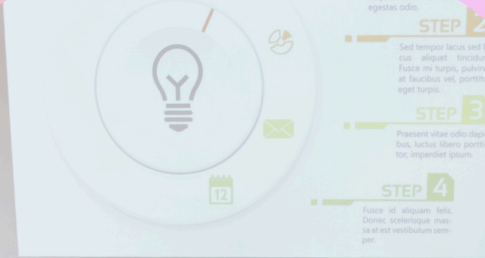 egestas odio.
STEP 2
Sed tempor lacus sed
cus aliquet tincidu
Fusce mi turpis, pulvin
at faucibus vel, portti
eget turpis.
STEP 3
Praesent vitae odio dapi
bus, luctus libero portti
tor, imperdiet ipsum.
12
STEP 4
Fusce id aliquam felis.
Donec scelerisque mas-
sa at est vestibulum sem-
per.